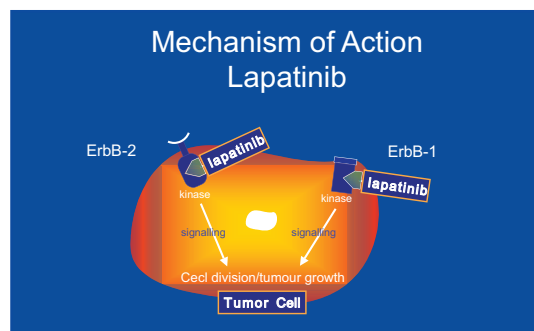 Mechanism of Action
Lapatinib
ErbB-2
lapatinib
ErbB-1
lapatinib
kinase
kinase
signalling
signalling
Cecl division/tumour growth
Tumor Cell